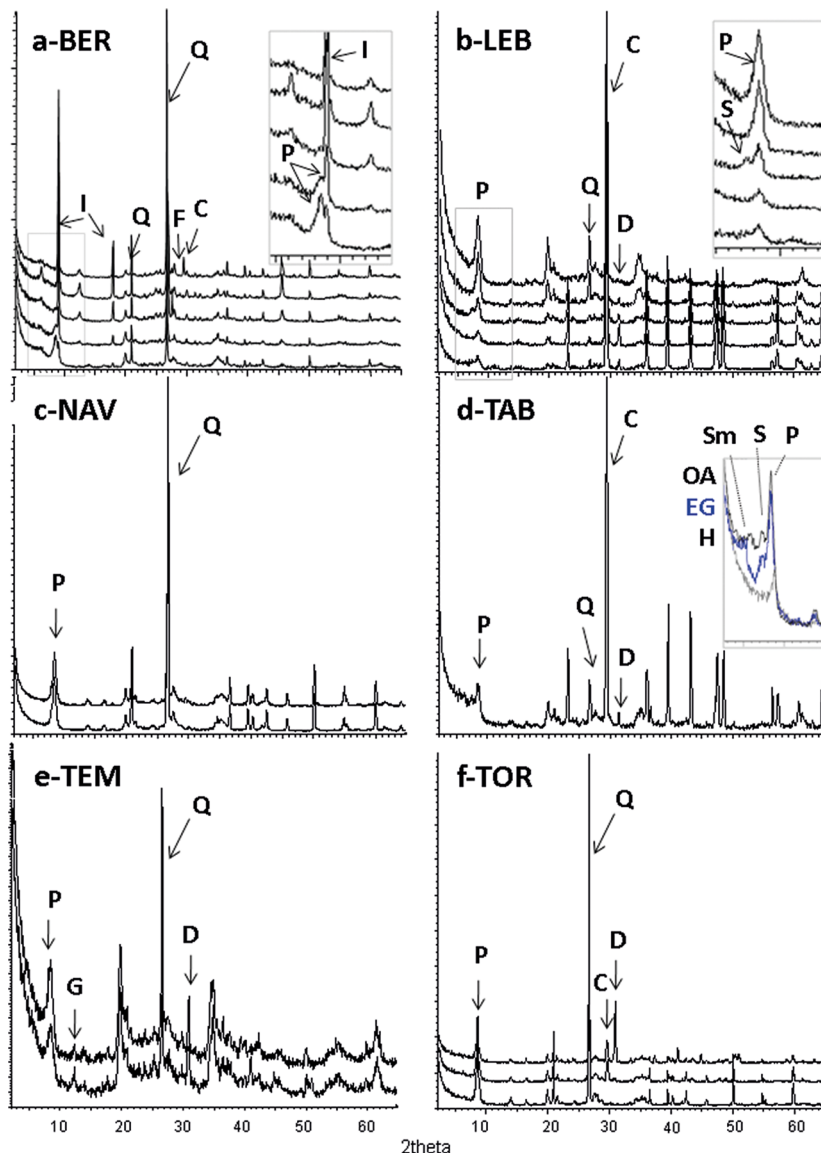 a-BER
Q
I
P
I
Q
F
C
b-LEB
C
P
S
P
Q
D
c-NAV
Q
P
d-TAB
C
Sm
S
P
OA
EG
H
P
Q
D
e-TEM
Q
P
D
G
f-TOR
Q
P
C
D
10
20
30
40
50
60
10
20
30
40
50
60
2theta